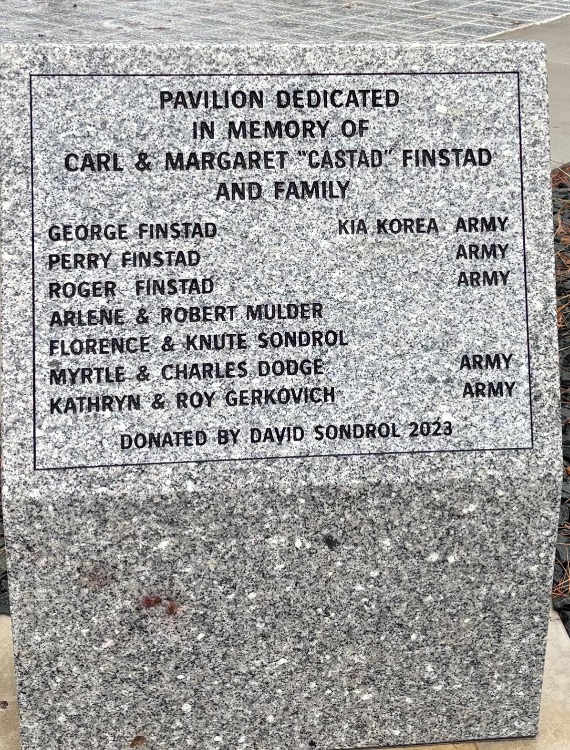 PAVILION DEDICATED
IN MEMORY OF
CARL & MARGARET "CASTAD" FINSTAD
AND FAMILY
GEORGE FINSTAD KIA KOREA ARMY
PERRY FINSTAD ARMY
ROGER FINSTAD ARMY
ARLENE & ROBERT MULDER
FLORENCE & KNUTE SONDROL
MYRTLE & CHARLES DODGE ARMY
KATHRYN & ROY GERKOVICH ARMY
DONATED BY DAVID SONDROL 2023